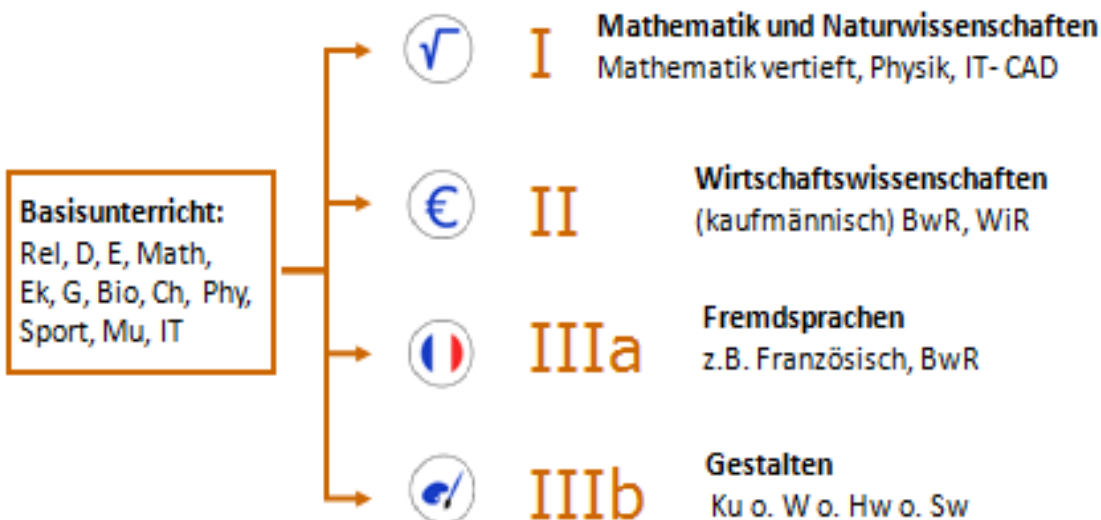 Basisunterricht:
Rel, D, E, Math,
Ek, G, Bio, Ch, Phy,
Sport, Mu, IT
√
I
Mathematik und Naturwissenschaften
Mathematik vertieft, Physik, IT- CAD
€
II
Wirtschaftswissenschaften
(kaufmännisch) BwR, WiR
IIIa
Fremdsprachen
z.B. Französisch, BwR
IIIb
Gestalten
Ku o. W o. Hw o. Sw